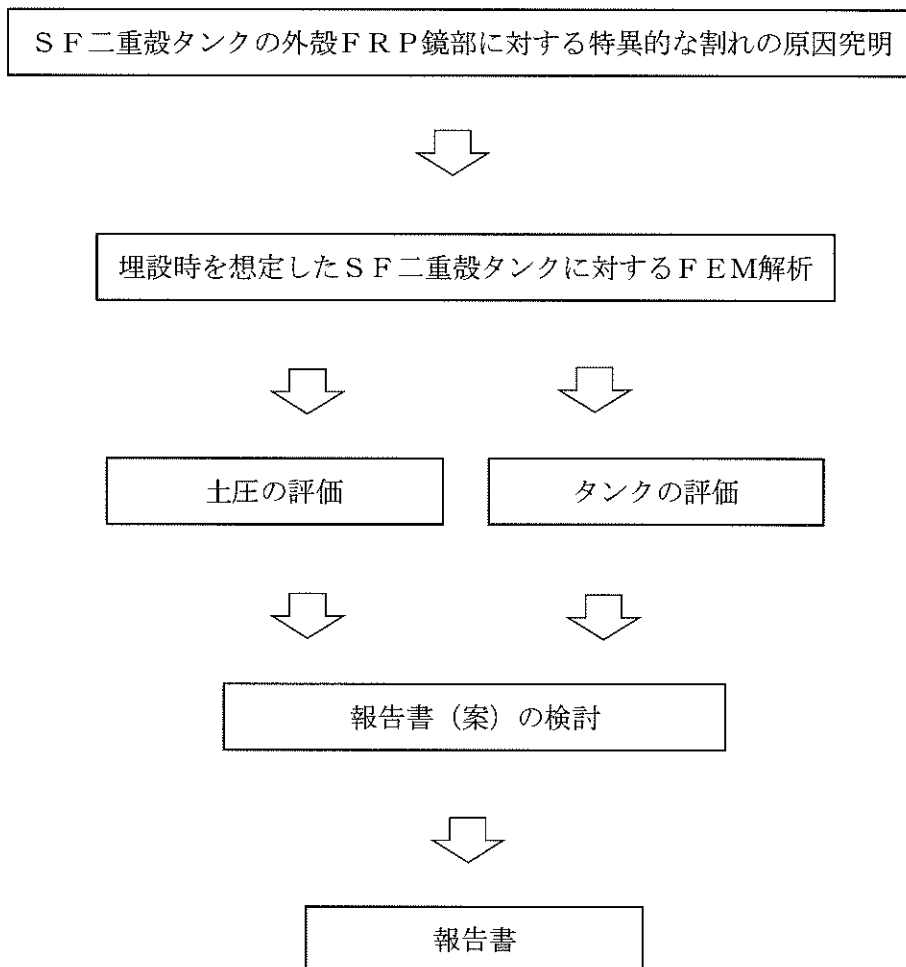 ＳＦ二重殻タンクの外殻ＦＲＰ鏡部に対する特異的な割れの原因究明
埋設時を想定したＳＦ二重殻タンクに対するＦＥＭ解析
土圧の評価
タンクの評価
報告書（案）の検討
報告書